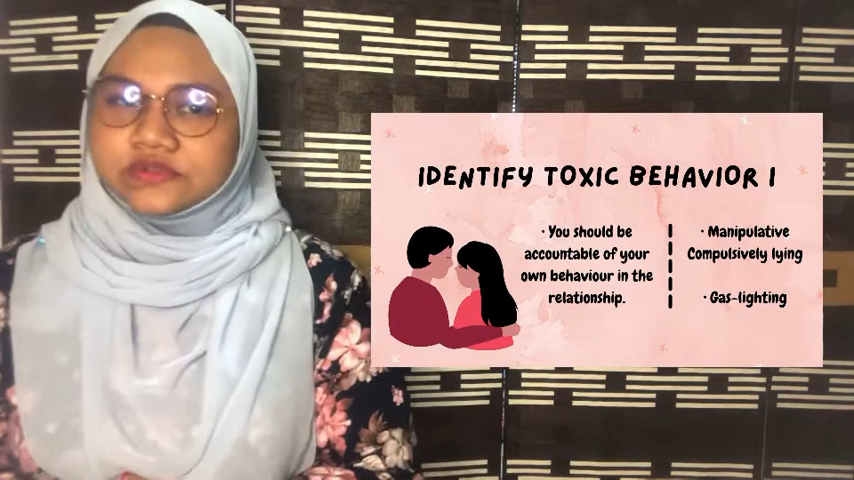 IDENTIFY TOXIC BEHAVIOR I
· You should be
accountable of your
own behaviour in the
relationship.
· Manipulative
Compulsively lying
· Gas-lighting